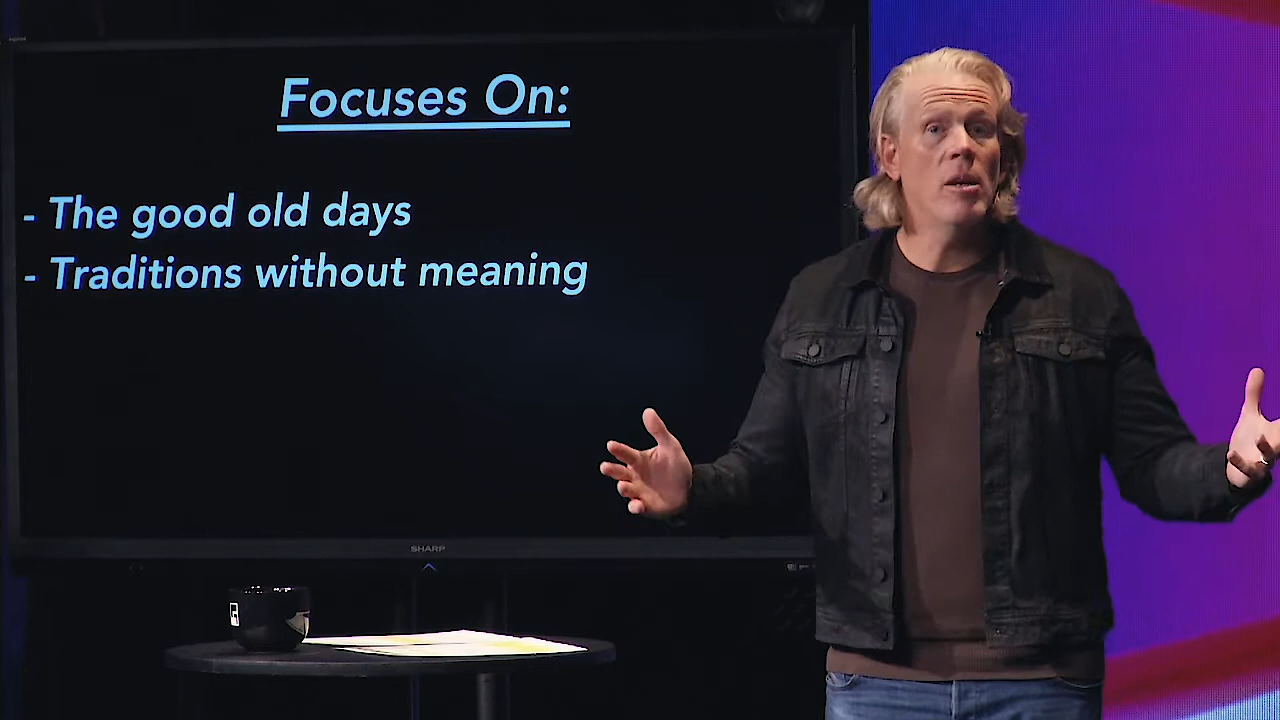 Focuses On:
- The good old days
- Traditions without meaning
SHARP